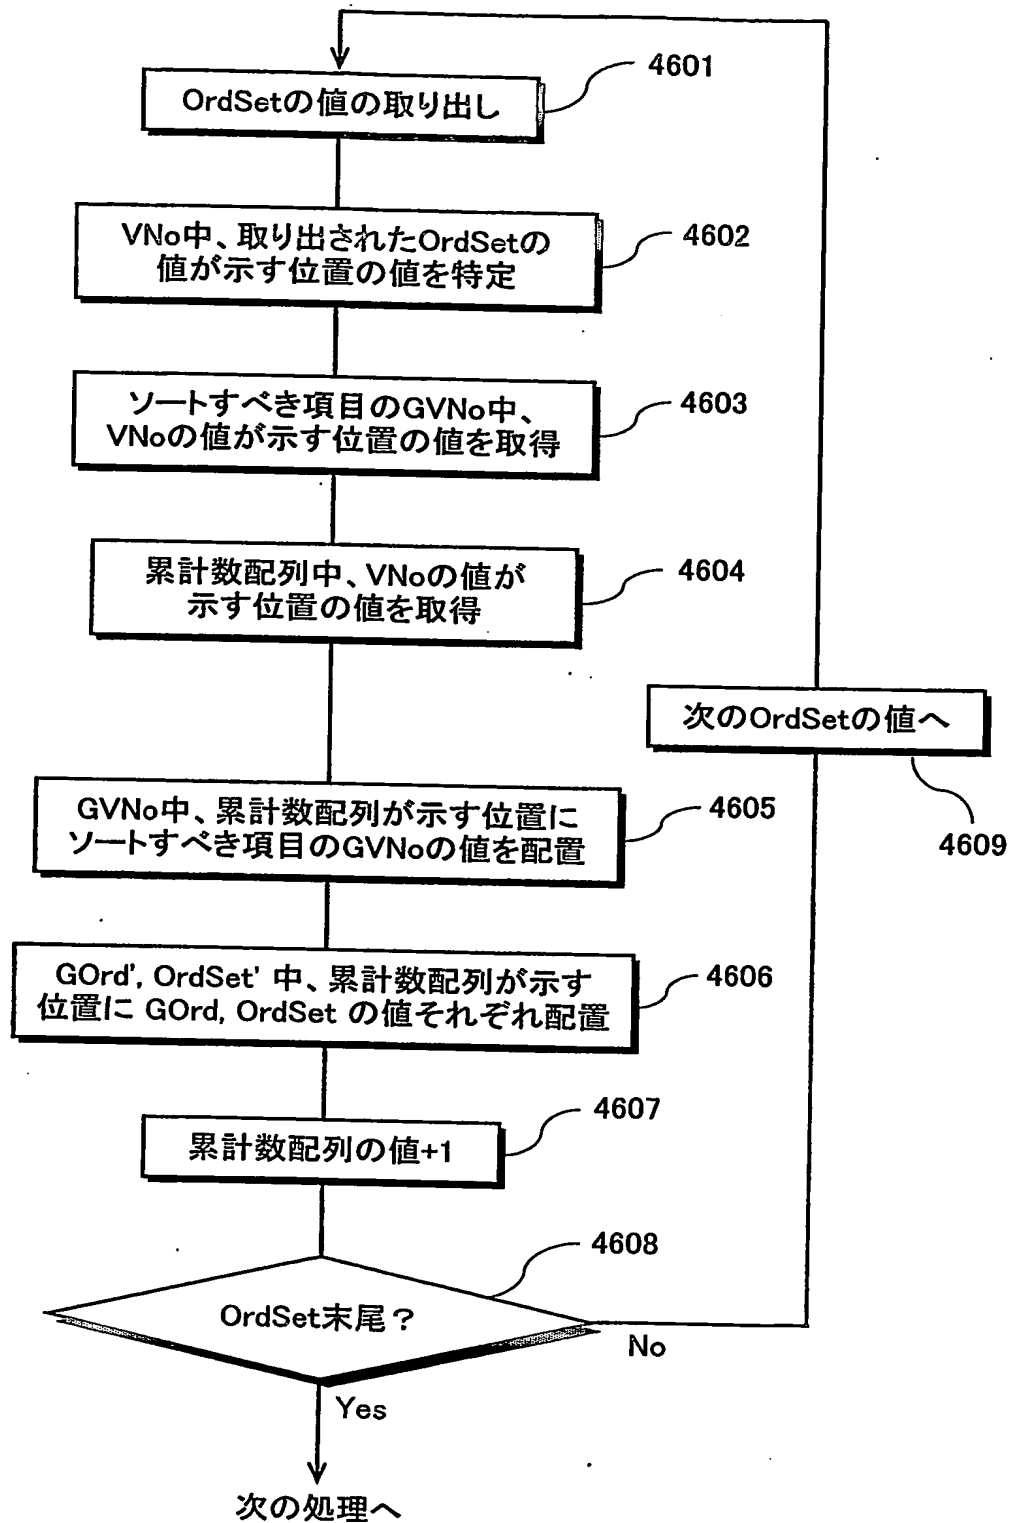 OrdSetの値の取り出し
4601
VNo中、取り出されたOrdSetの
値が示す位置の値を特定
4602
ソートすべき項目のGVNo中、
VNoの値が示す位置の値を取得
4603
累計数配列中、VNoの値が
示す位置の値を取得
4604
次のOrdSetの値へ
4609
GVNo中、累計数配列が示す位置に
ソートすべき項目のGVNoの値を配置
4605
GOrd', OrdSet' 中、累計数配列が示す
位置に GOrd, OrdSet の値それぞれ配置
4606
累計数配列の値+1
4607
OrdSet末尾？
4608
No
Yes
次の処理へ